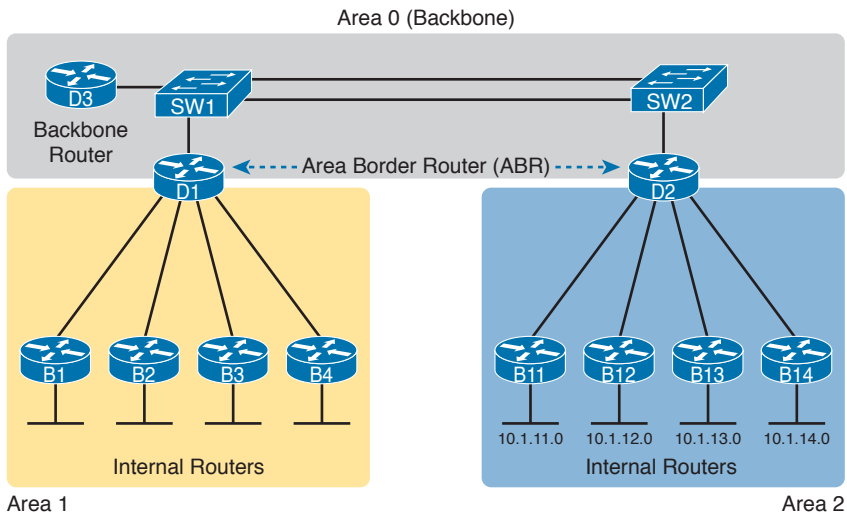 Area 0 (Backbone)
D3
SW1
SW2
Backbone
Router
Area Border Router (ABR)
D1
D2
B1
B2
B3
B4
B11
B12
B13
B14
10.1.11.0
10.1.12.0
10.1.13.0
10.1.14.0
Internal Routers
Internal Routers
Area 1
Area 2